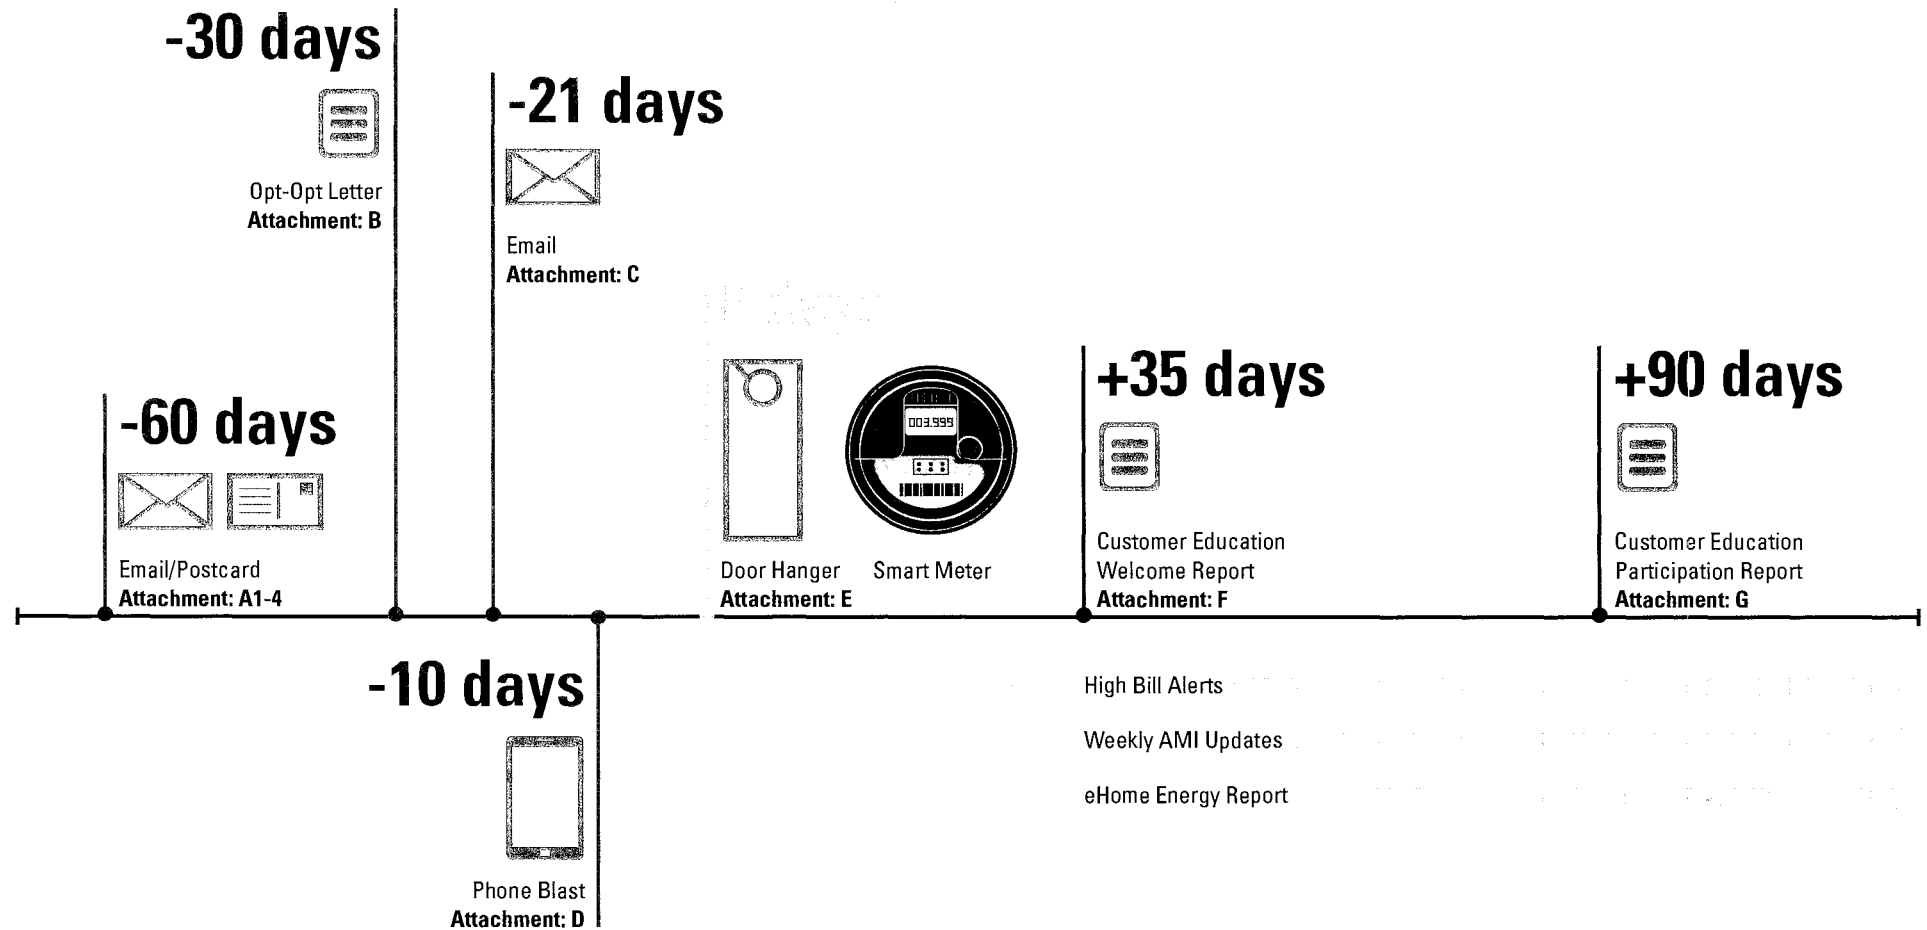 -30 days
Opt-Opt Letter
Attachment: B
-21 days
Email
Attachment: C
-60 days
Email/Postcard
Attachment: A1-4
-10 days
Phone Blast
Attachment: D
003.999
Door Hanger
Attachment: E
Smart Meter
+35 days
Customer Education
Welcome Report
Attachment: F
+90 days
Customer Education
Participation Report
Attachment: G
High Bill Alerts
Weekly AMI Updates
eHome Energy Report